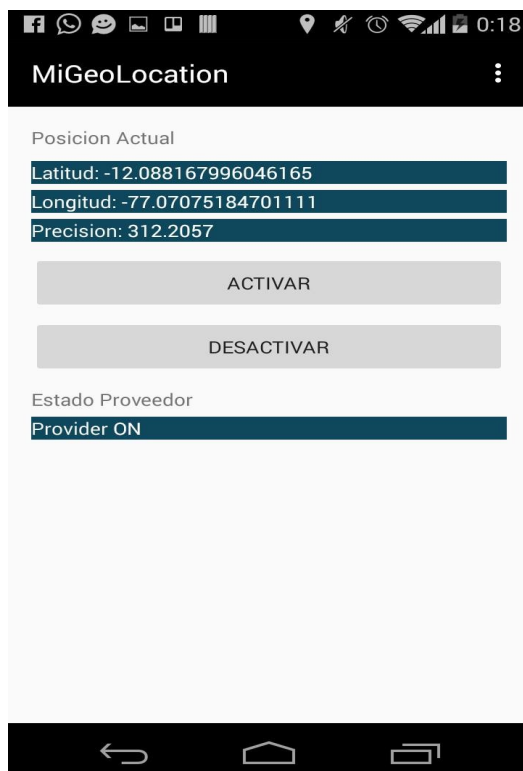 0:18
MiGeoLocation
Posicion Actual
Latitud: -12.088167996046165
Longitud: -77.07075184701111
Precision: 312.2057
ACTIVAR
DESACTIVAR
Estado Proveedor
Provider ON